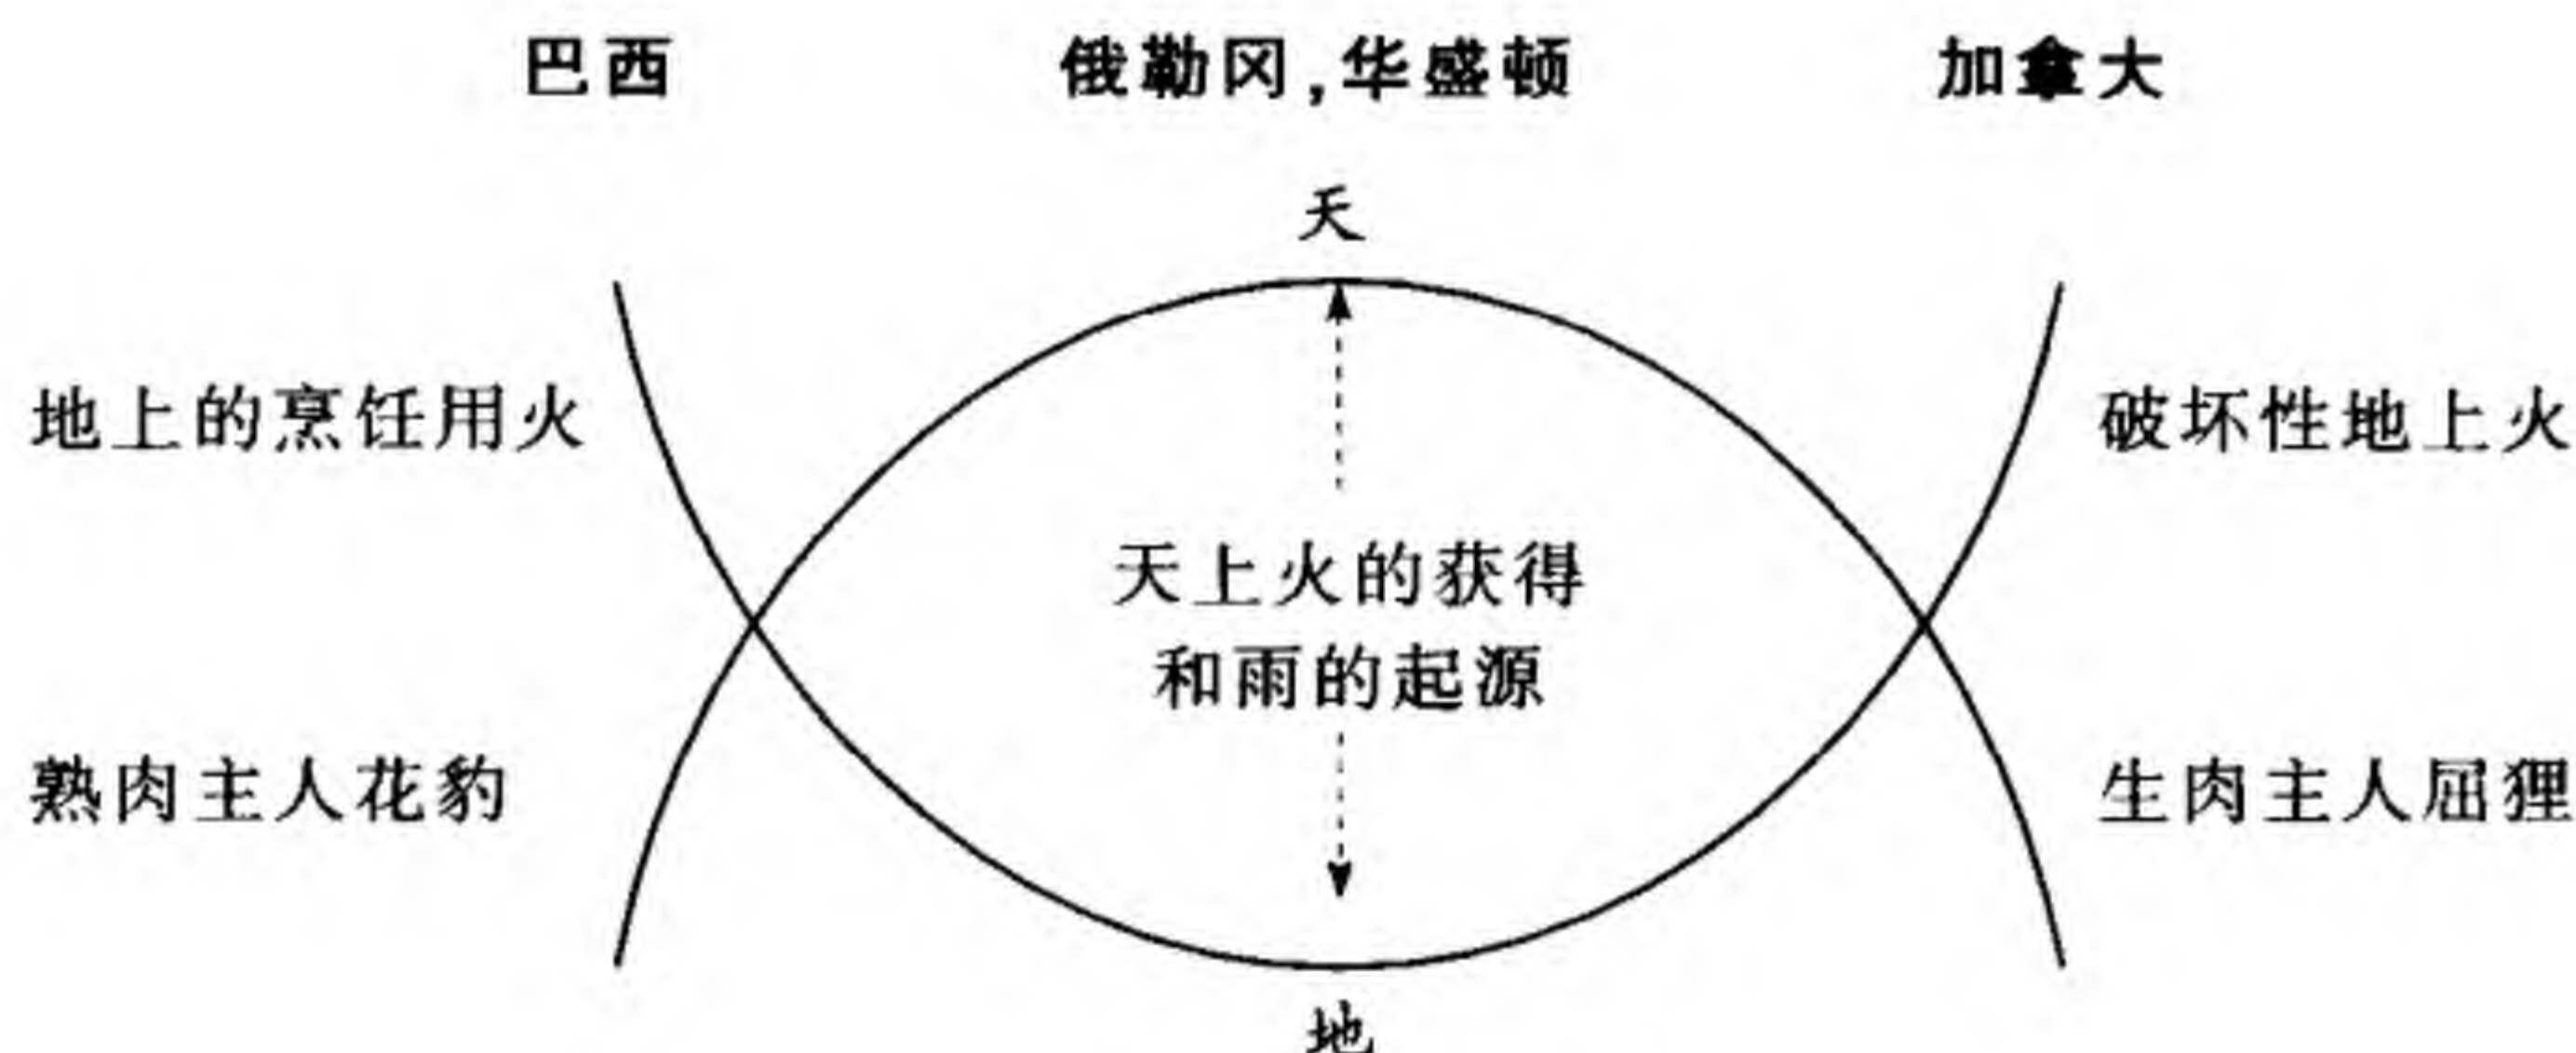 巴西
俄勒冈,华盛顿
加拿大
天
地上的烹饪用火
破坏性地上火
天上火的获得
和雨的起源
熟肉主人花豹
生肉主人屈狸
地